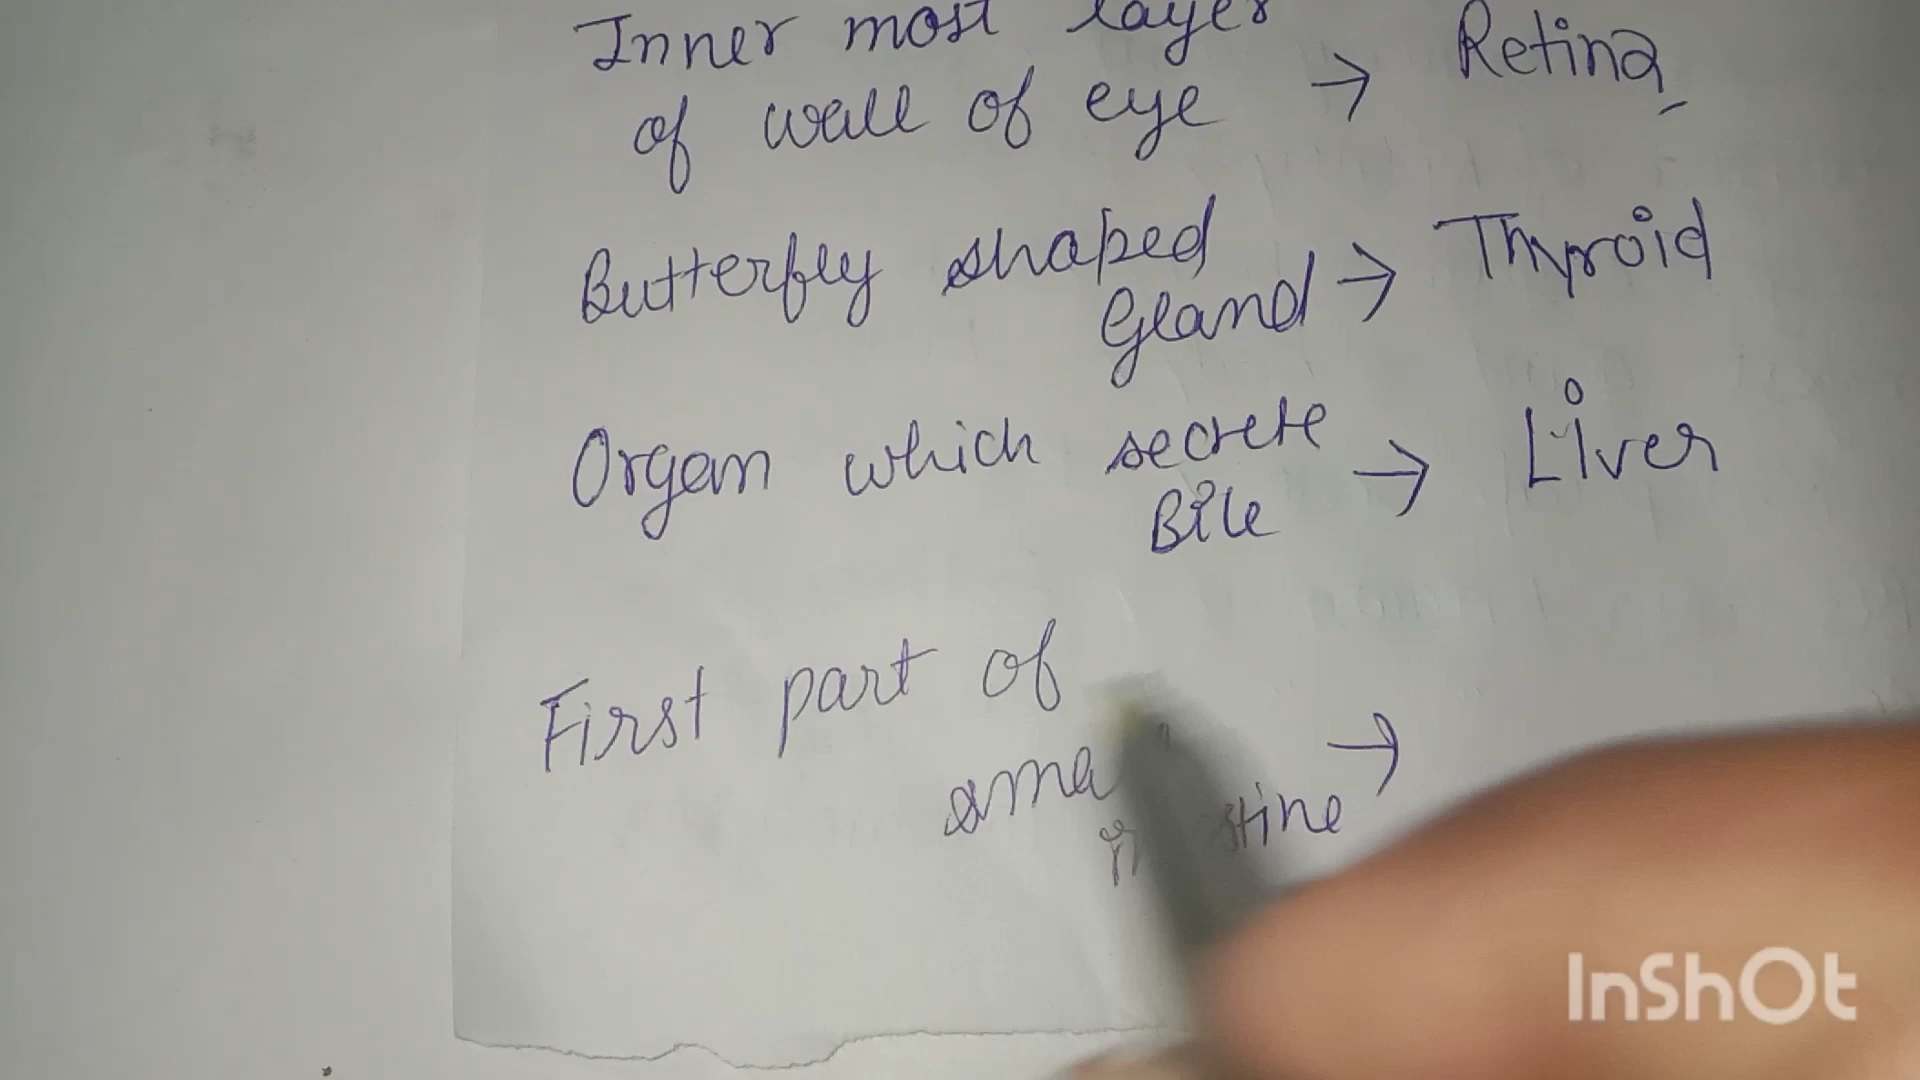 Inner most layer
of wall of eye → Retina
Butterfly shaped
Gland → Thyroid
Organ which secrete
Bile → Liver
First part of
→
InShOt